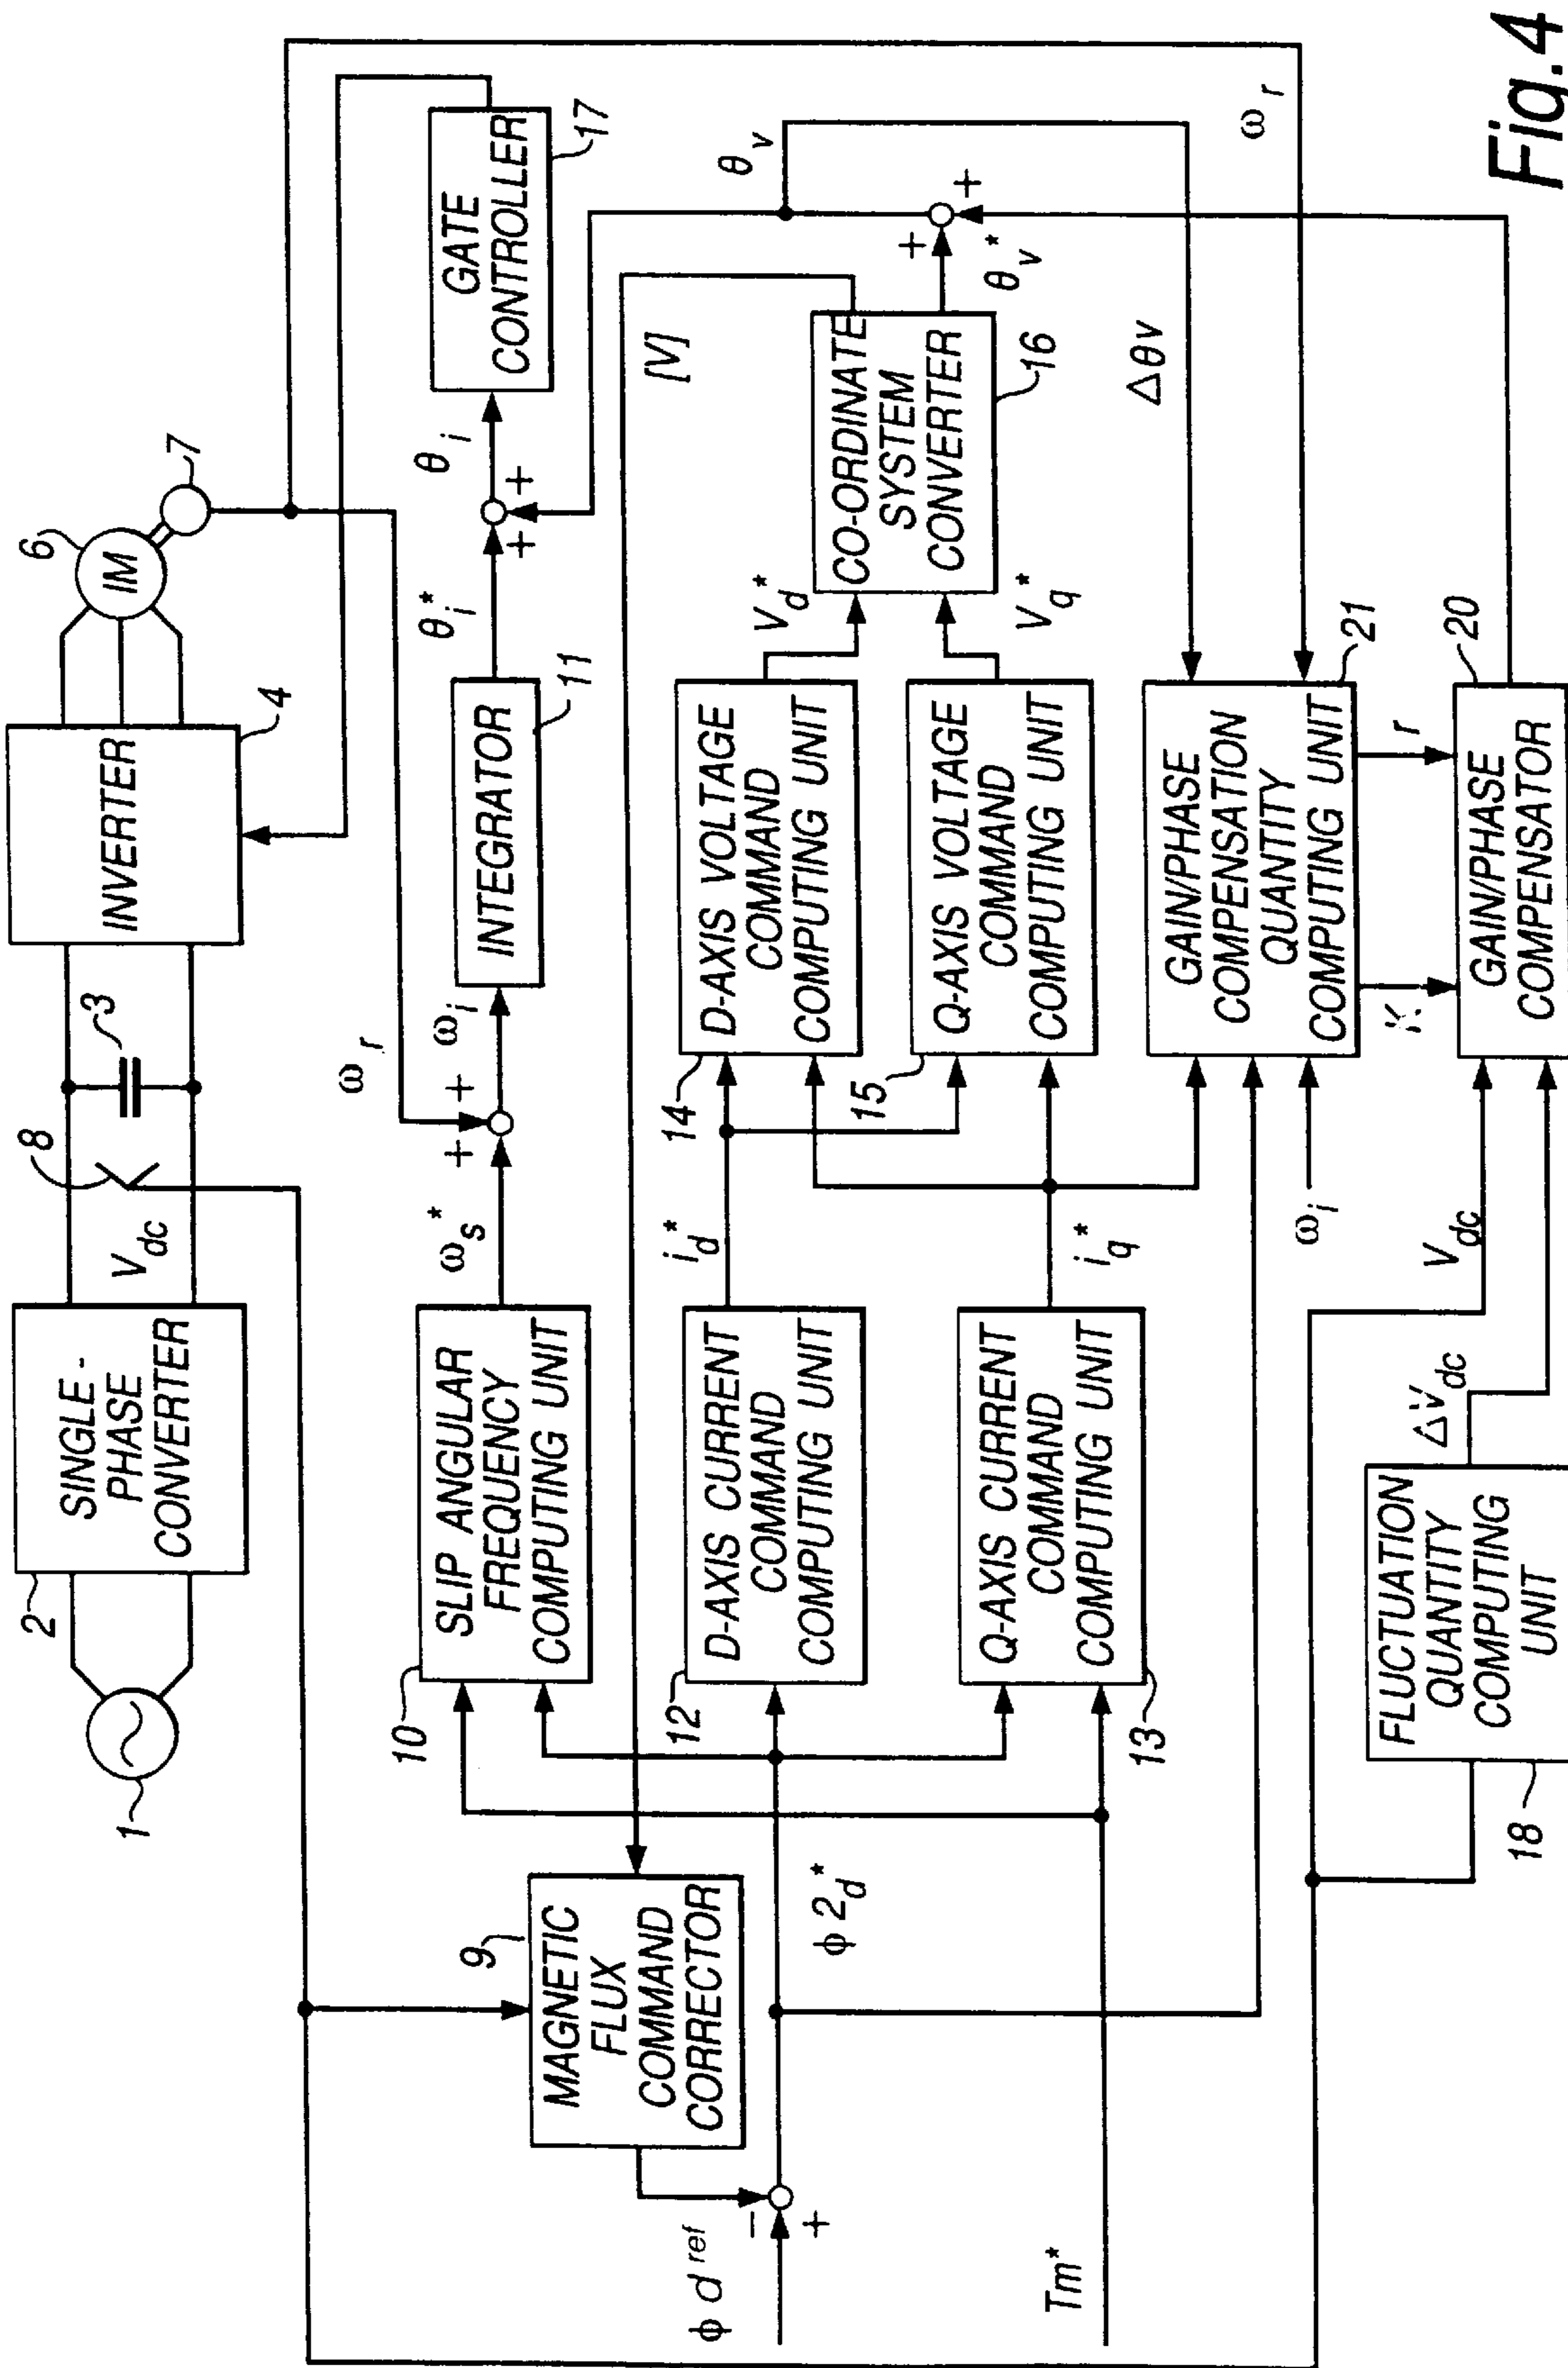 1
2
SINGLE-
PHASE
CONVERTER
V dc
8
3
INVERTER
4
6
IM
7
9
MAGNETIC
FLUX
COMMAND
CORRECTOR
10
SLIP ANGULAR
FREQUENCY
COMPUTING UNIT
ωs*
+
+
ωr
ωi
INTEGRATOR
11
θi*
+
+
θi
GATE
CONTROLLER
17
[V]
φ d ref
−
+
φ2d*
12
D-AXIS CURRENT
COMMAND
COMPUTING UNIT
id*
14
D-AXIS VOLTAGE
COMMAND
COMPUTING UNIT
Vd*
CO-ORDINATE
SYSTEM
CONVERTER
16
+
+
θv*
θv
Tm*
13
Q-AXIS CURRENT
COMMAND
COMPUTING UNIT
iq*
15
Q-AXIS VOLTAGE
COMMAND
COMPUTING UNIT
Vq*
Δθv
ωr
ωi
GAIN/PHASE
COMPENSATION
QUANTITY
COMPUTING UNIT
21
K
r
18
FLUCTUATION
QUANTITY
COMPUTING
UNIT
ΔVdc
Vdc
GAIN/PHASE
COMPENSATOR
20
Fig.4